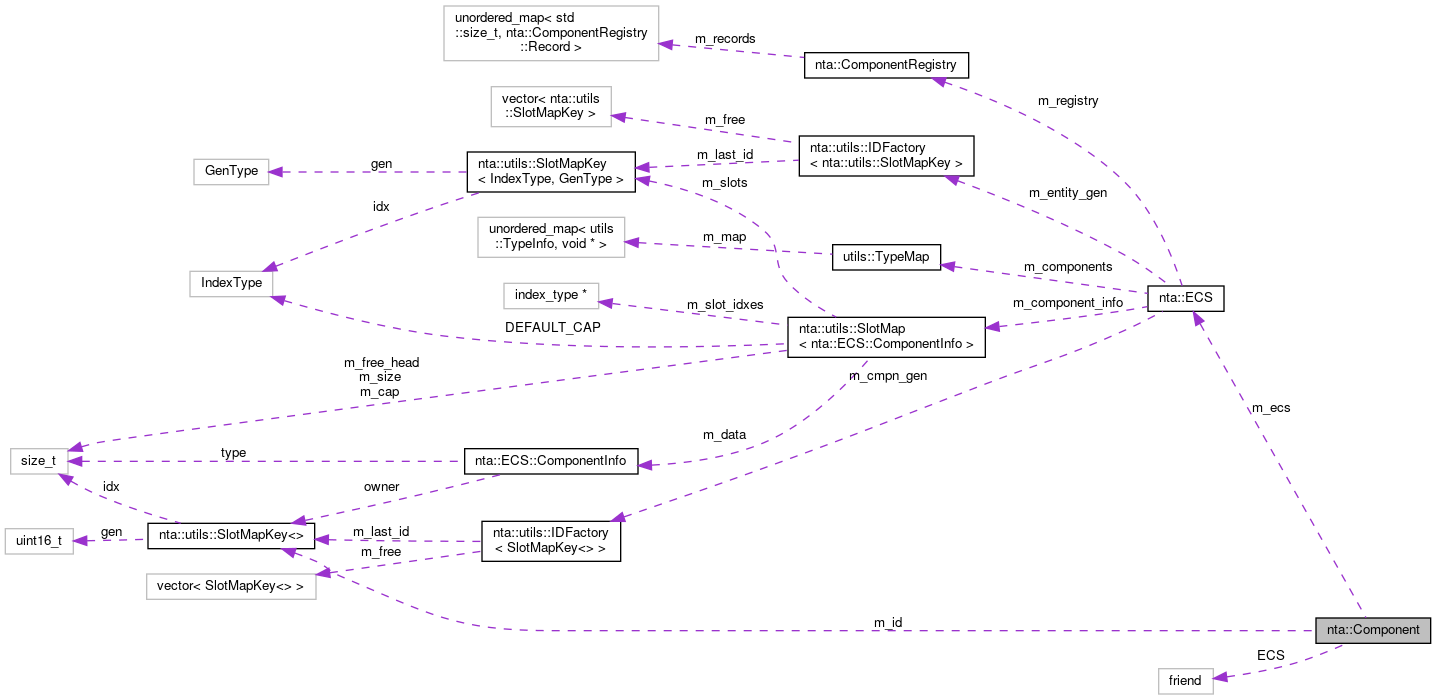 unordered_map< std
::size_t, nta::ComponentRegistry
::Record >
m_records
nta::ComponentRegistry
vector< nta::utils
::SlotMapKey >
m_registry
m_free
nta::utils::IDFactory
< nta::utils::SlotMapKey >
m_last_id
GenType
gen
nta::utils::SlotMapKey
< IndexType, GenType >
m_slots
m_entity_gen
idx
unordered_map< utils
::TypeInfo, void * >
m_map
utils::TypeMap
m_components
IndexType
index_type *
m_slot_idxes
m_component_info
nta::ECS
DEFAULT_CAP
nta::utils::SlotMap
< nta::ECS::ComponentInfo >
m_free_head
m_size
m_cap
m_cmpn_gen
m_ecs
m_data
size_t
type
nta::ECS::ComponentInfo
idx
owner
uint16_t
gen
nta::utils::SlotMapKey<>
m_last_id
nta::utils::IDFactory
< SlotMapKey<> >
m_free
vector< SlotMapKey<> >
m_id
nta::Component
ECS
friend